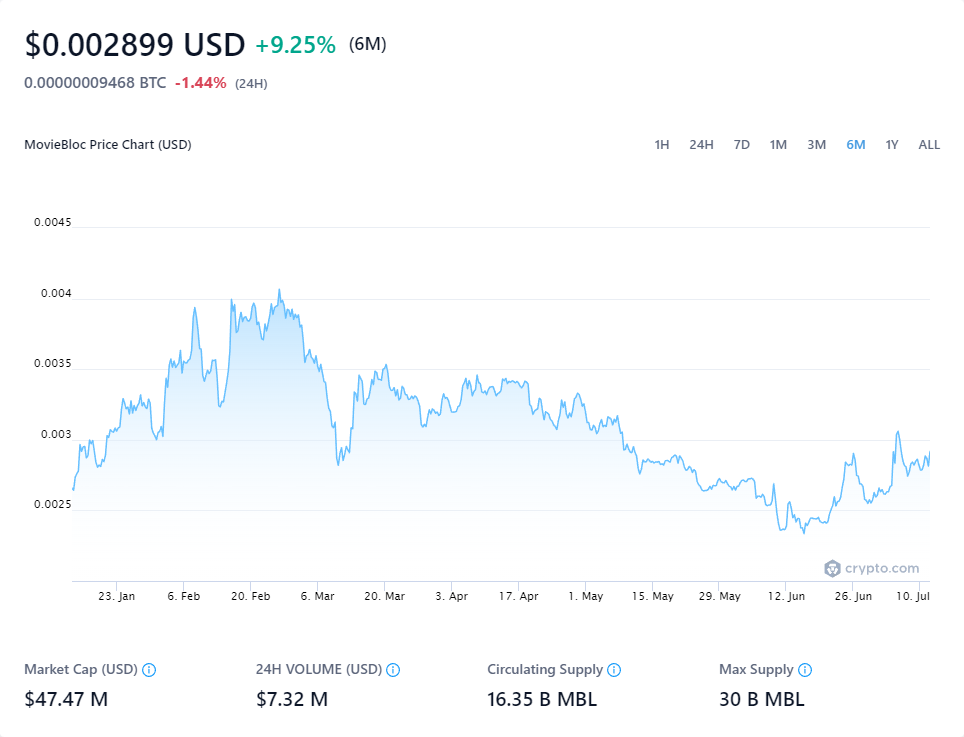 $0.002899 USD +9.25% (6M)
0.00000009468 BTC -1.44% (24H)
MovieBloc Price Chart (USD) 1H 24H 7D 1M 3M 6M 1Y ALL
0.0045
0.004
0.0035
0.003
0.0025
crypto.com
23. Jan 6. Feb 20. Feb 6. Mar 20. Mar 3. Apr 17. Apr 1. May 15. May 29. May 12. Jun 26. Jun 10. Jul
Market Cap (USD) 24H VOLUME (USD) Circulating Supply Max Supply
$47.47 M $7.32 M 16.35 B MBL 30 B MBL